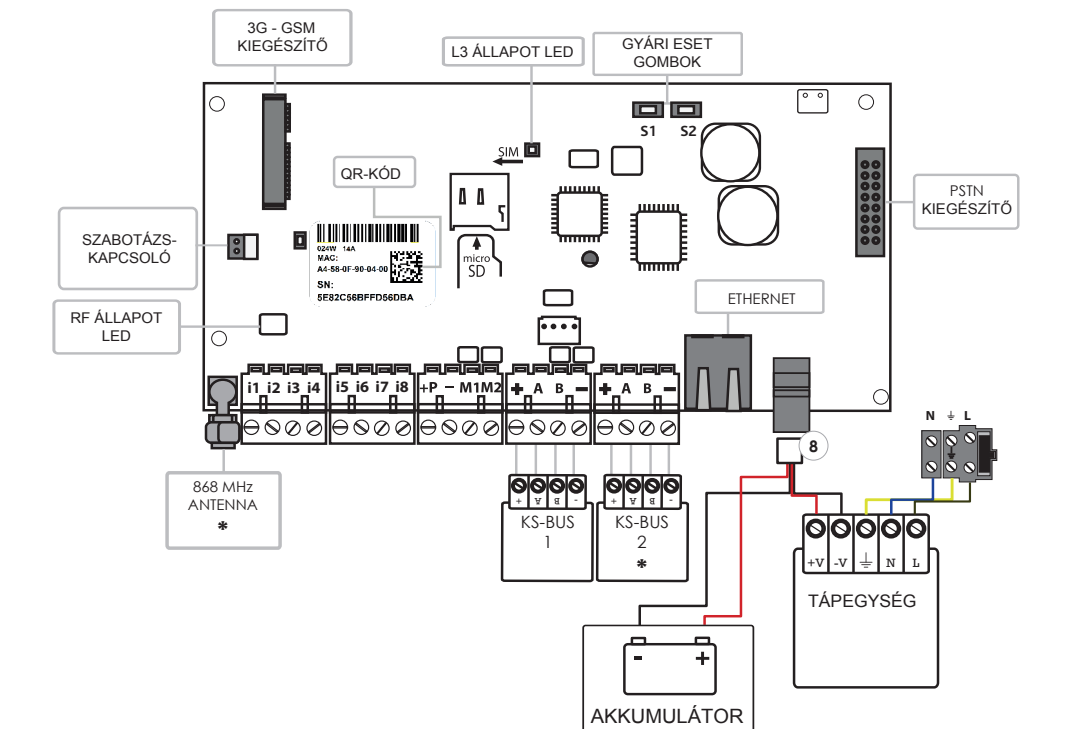 3G - GSM
KIEGÉSZÍTŐ
L3 ÁLLAPOT LED
GYÁRI ESET
GOMBOK
S1 S2
SIM
QR-KÓD
PSTN
KIEGÉSZÍTŐ
SZABOTÁZS-
KAPCSOLÓ
024W 14A
MAC:
A4-58-0F-90-04-00
SN:
5E82C56BFFD56DBA
micro
SD
RF ÁLLAPOT
LED
ETHERNET
i1 i2 i3 i4 i5 i6 i7 i8 +P - M1 M2 + A B - + A B -
N ⏚ L
8
868 MHz
ANTENNA
*
+ A B -
KS-BUS
1
+ A B -
KS-BUS
2
*
+V -V ⏚ N L
TÁPEGYSÉG
- +
AKKUMULÁTOR